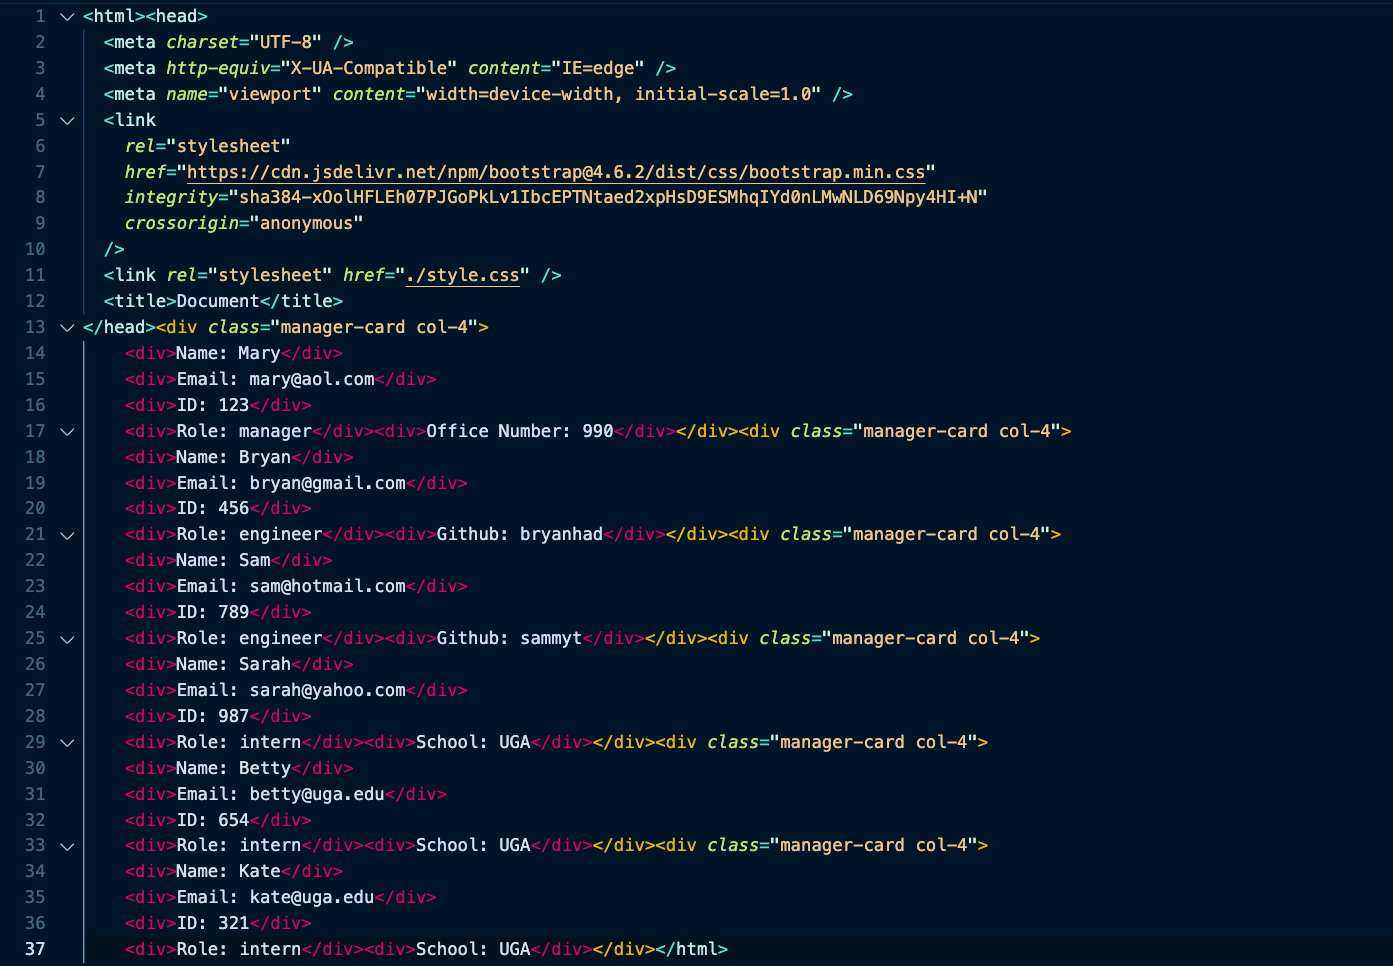 1 <html><head>
2 <meta charset="UTF-8" />
3 <meta http-equiv="X-UA-Compatible" content="IE=edge" />
4 <meta name="viewport" content="width=device-width, initial-scale=1.0" />
5 <link
6 rel="stylesheet"
7 href="https://cdn.jsdelivr.net/npm/bootstrap@4.6.2/dist/css/bootstrap.min.css"
8 integrity="sha384-xOolHFLEh07PJGoPkLv1IbcEPTNtaed2xpHsD9ESMhqIYd0nLMwNLD69Npy4HI+N"
9 crossorigin="anonymous"
10 />
11 <link rel="stylesheet" href="./style.css" />
12 <title>Document</title>
13 </head><div class="manager-card col-4">
14 <div>Name: Mary</div>
15 <div>Email: mary@aol.com</div>
16 <div>ID: 123</div>
17 <div>Role: manager</div><div>Office Number: 990</div></div><div class="manager-card col-4">
18 <div>Name: Bryan</div>
19 <div>Email: bryan@gmail.com</div>
20 <div>ID: 456</div>
21 <div>Role: engineer</div><div>Github: bryanhad</div></div><div class="manager-card col-4">
22 <div>Name: Sam</div>
23 <div>Email: sam@hotmail.com</div>
24 <div>ID: 789</div>
25 <div>Role: engineer</div><div>Github: sammyt</div></div><div class="manager-card col-4">
26 <div>Name: Sarah</div>
27 <div>Email: sarah@yahoo.com</div>
28 <div>ID: 987</div>
29 <div>Role: intern</div><div>School: UGA</div></div><div class="manager-card col-4">
30 <div>Name: Betty</div>
31 <div>Email: betty@uga.edu</div>
32 <div>ID: 654</div>
33 <div>Role: intern</div><div>School: UGA</div></div><div class="manager-card col-4">
34 <div>Name: Kate</div>
35 <div>Email: kate@uga.edu</div>
36 <div>ID: 321</div>
37 <div>Role: intern</div><div>School: UGA</div></div></html>